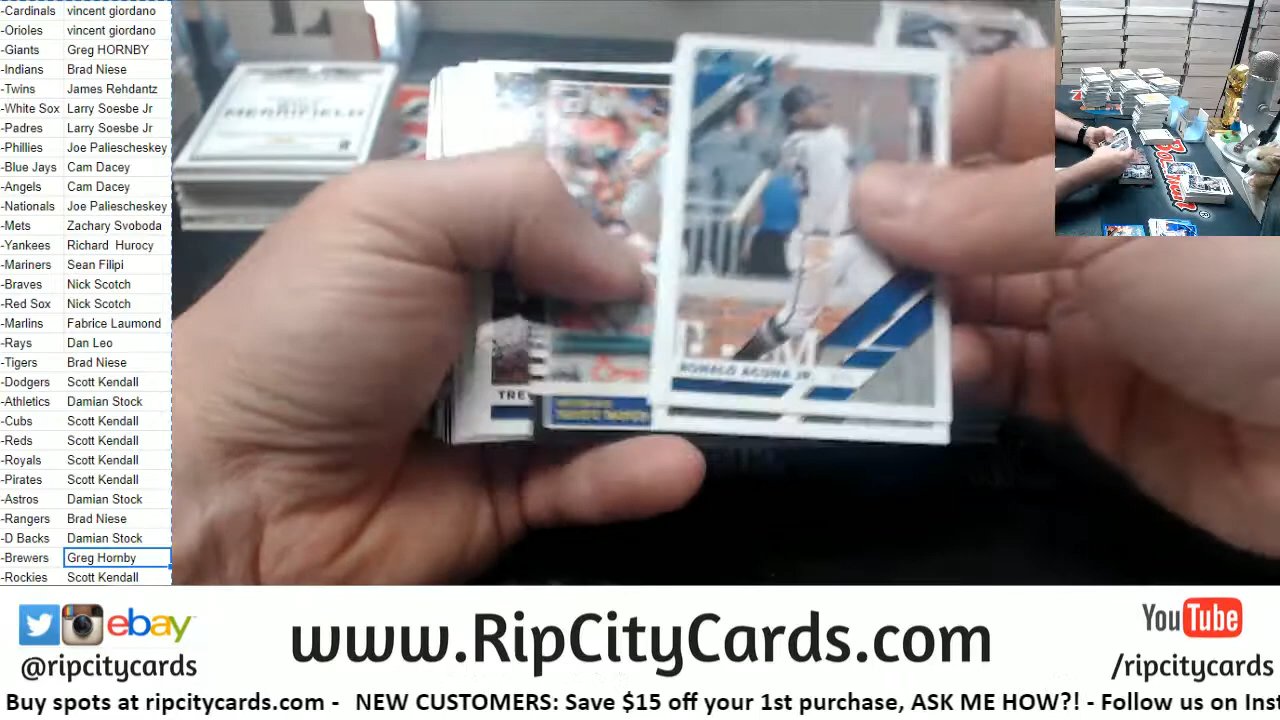 -Cardinals vincent giordano
-Orioles vincent giordano
-Giants Greg HORNBY
-Indians Brad Niese
-Twins James Rehdantz
-White Sox Larry Soesbe Jr
-Padres Larry Soesbe Jr
-Phillies Joe Paliescheskey
-Blue Jays Cam Dacey
-Angels Cam Dacey
-Nationals Joe Paliescheskey
-Mets Zachary Svoboda
-Yankees Richard Hurocy
-Mariners Sean Filipi
-Braves Nick Scotch
-Red Sox Nick Scotch
-Marlins Fabrice Laumond
-Rays Dan Leo
-Tigers Brad Niese
-Dodgers Scott Kendall
-Athletics Damian Stock
-Cubs Scott Kendall
-Reds Scott Kendall
-Royals Scott Kendall
-Pirates Scott Kendall
-Astros Damian Stock
-Rangers Brad Niese
-D Backs Damian Stock
-Brewers Greg Hornby
-Rockies Scott Kendall
MERRIFIELD
RONALD ACUNA JR.
TREV
ebay
@ripcitycards
www.RipCityCards.com
YouTube
/ripcitycards
Buy spots at ripcitycards.com - NEW CUSTOMERS: Save $15 off your 1st purchase, ASK ME HOW?! - Follow us on Inst